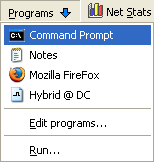 Programs Net Stats
Command Prompt
Notes
Mozilla FireFox
Hybrid @ DC
Edit programs...
Run...